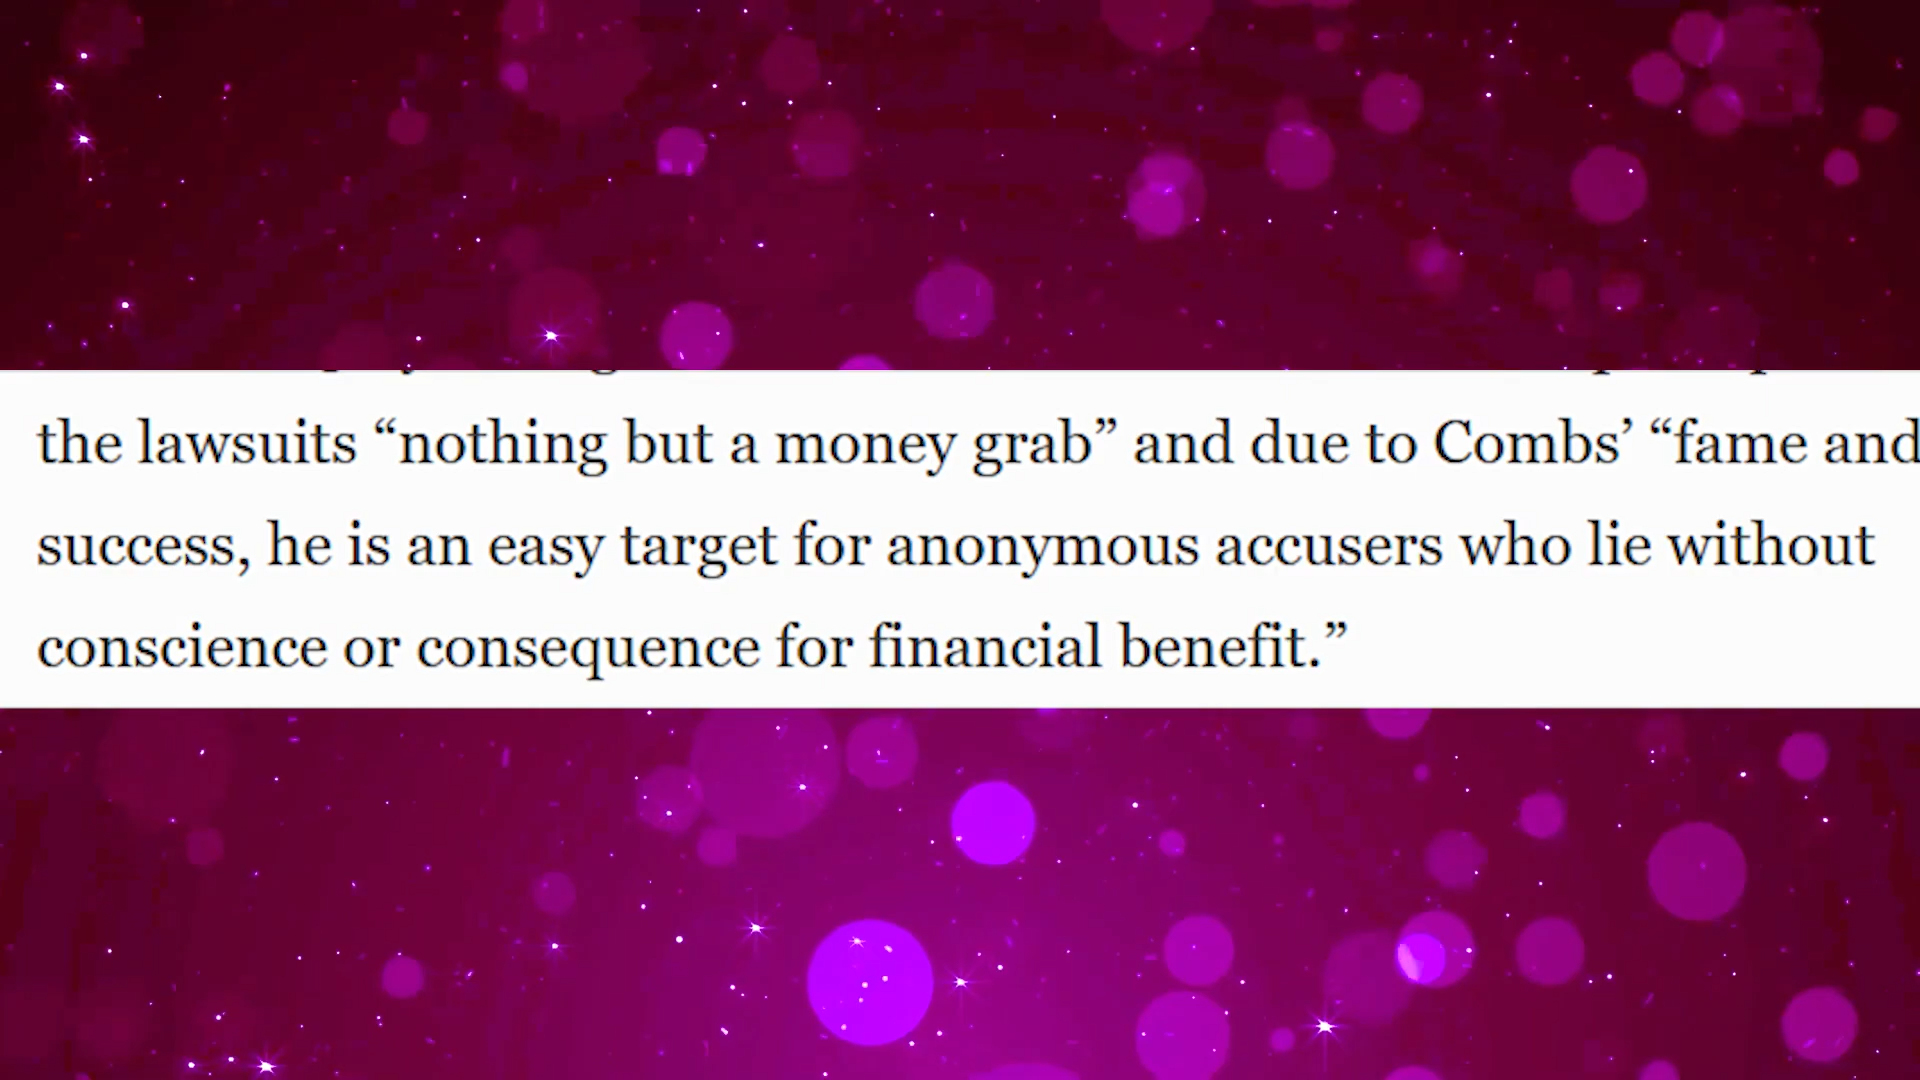 the lawsuits “nothing but a money grab” and due to Combs’ “fame and
success, he is an easy target for anonymous accusers who lie without
conscience or consequence for financial benefit.”